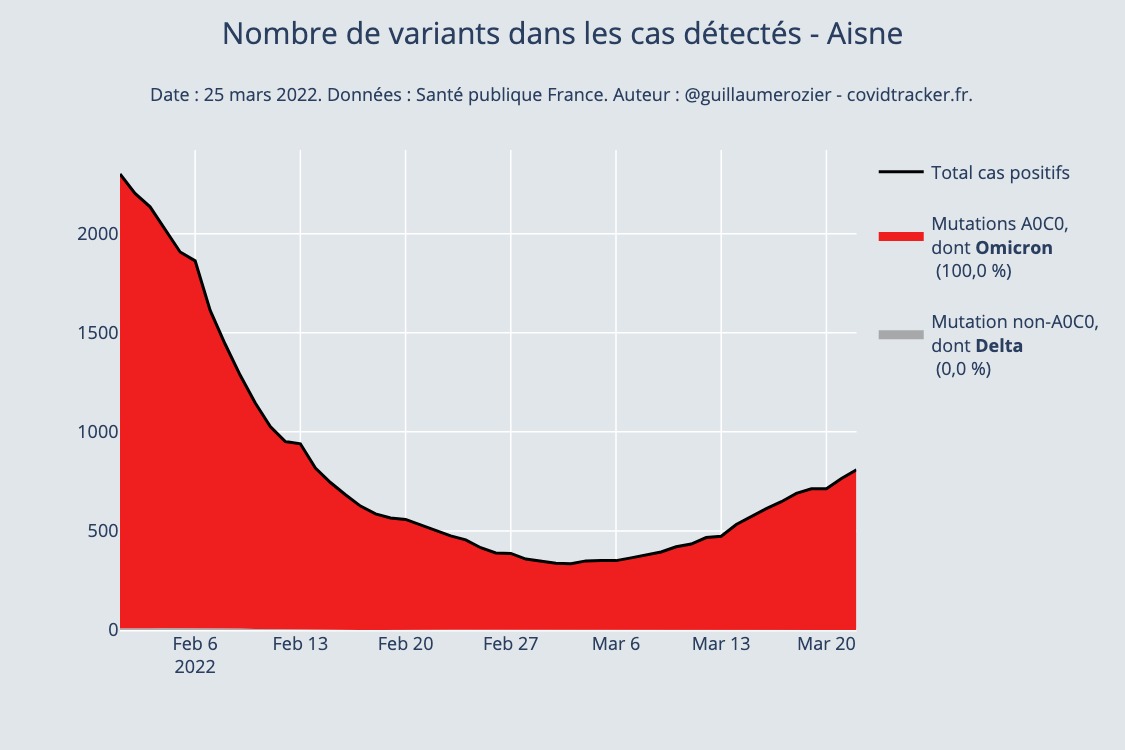 Nombre de variants dans les cas détectés - Aisne
Date : 25 mars 2022. Données : Santé publique France. Auteur : @guillaumerozier - covidtracker.fr.
Total cas positifs
Mutations A0C0,
dont Omicron
(100,0 %)
Mutation non-A0C0,
dont Delta
(0,0 %)
2000
1500
1000
500
0
Feb 6 Feb 13 Feb 20 Feb 27 Mar 6 Mar 13 Mar 20
2022